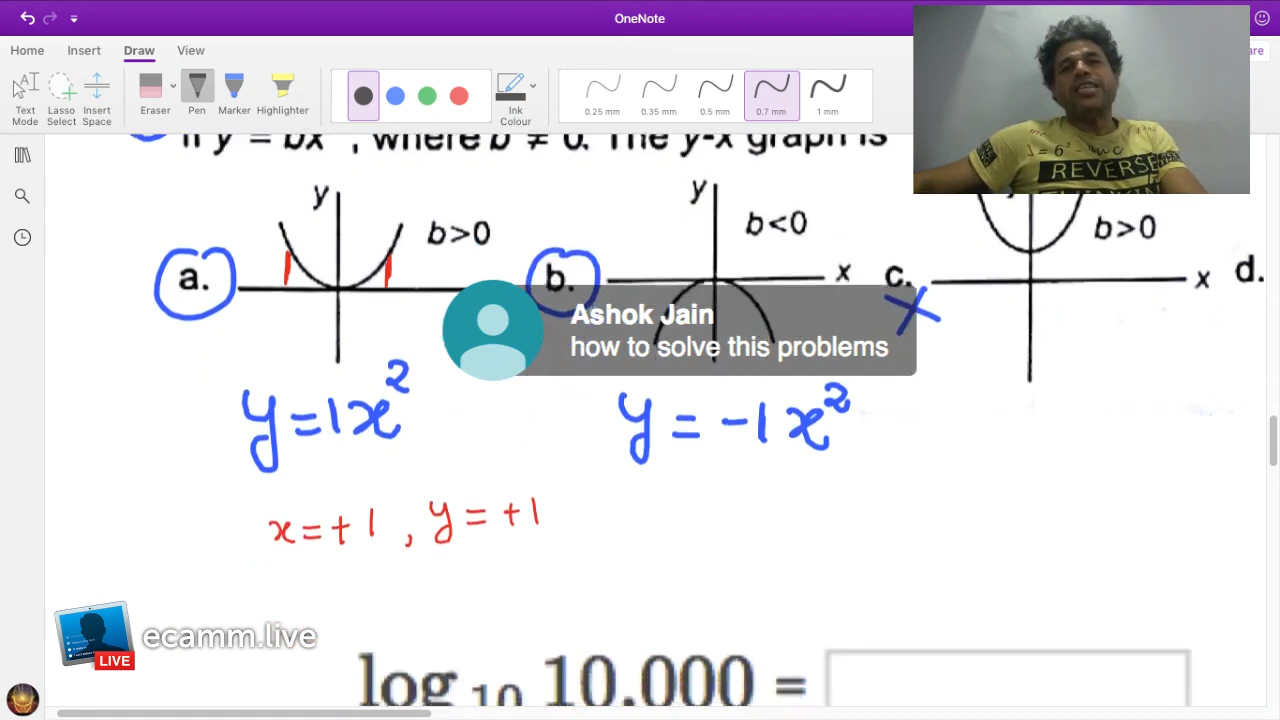 OneNote
Home Insert Draw View
are
Text Mode
Lasso Select
Insert Space
Eraser
Pen
Marker
Highlighter
Ink Colour
0.25 mm
0.35 mm
0.5 mm
0.7 mm
1 mm
REVERSE
If y = bx , where b ≠ 0. The y-x graph is
a.
y
b>0
b.
y
b<0
x
c.
b>0
x
d.
Ashok Jain
how to solve this problems
y=1x²
y = -1x²
x=+1, y=+1
ecamm.live
LIVE
log₁₀ 10,000 =